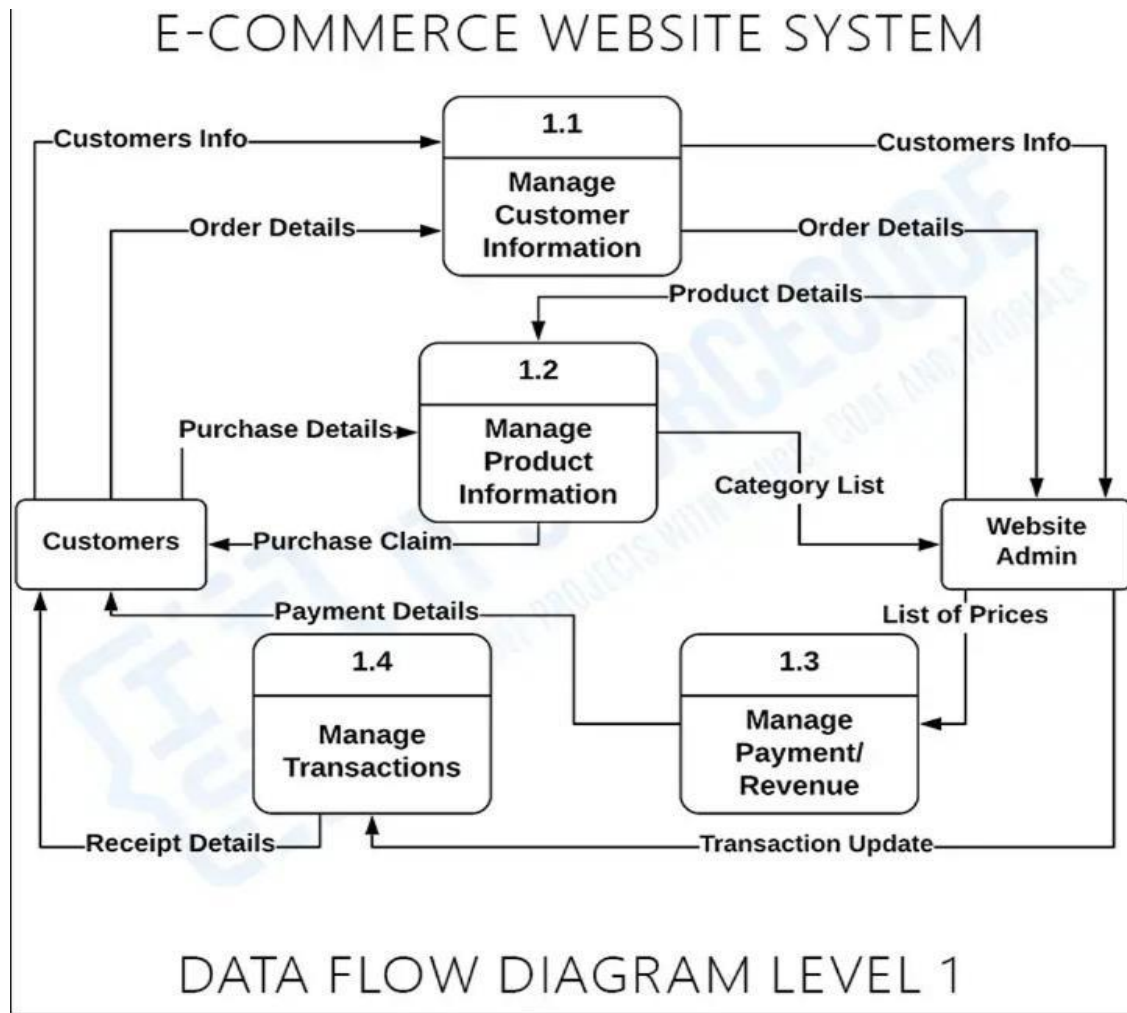 E-COMMERCE WEBSITE SYSTEM
1.1
Customers Info
Customers Info
Manage
Customer
Information
Order Details
Order Details
Product Details
1.2
Purchase Details
Manage
Product
Information
Category List
Customers
Purchase Claim
Website
Admin
Payment Details
List of Prices
1.4
1.3
Manage
Transactions
Manage
Payment/
Revenue
Receipt Details
Transaction Update
DATA FLOW DIAGRAM LEVEL 1